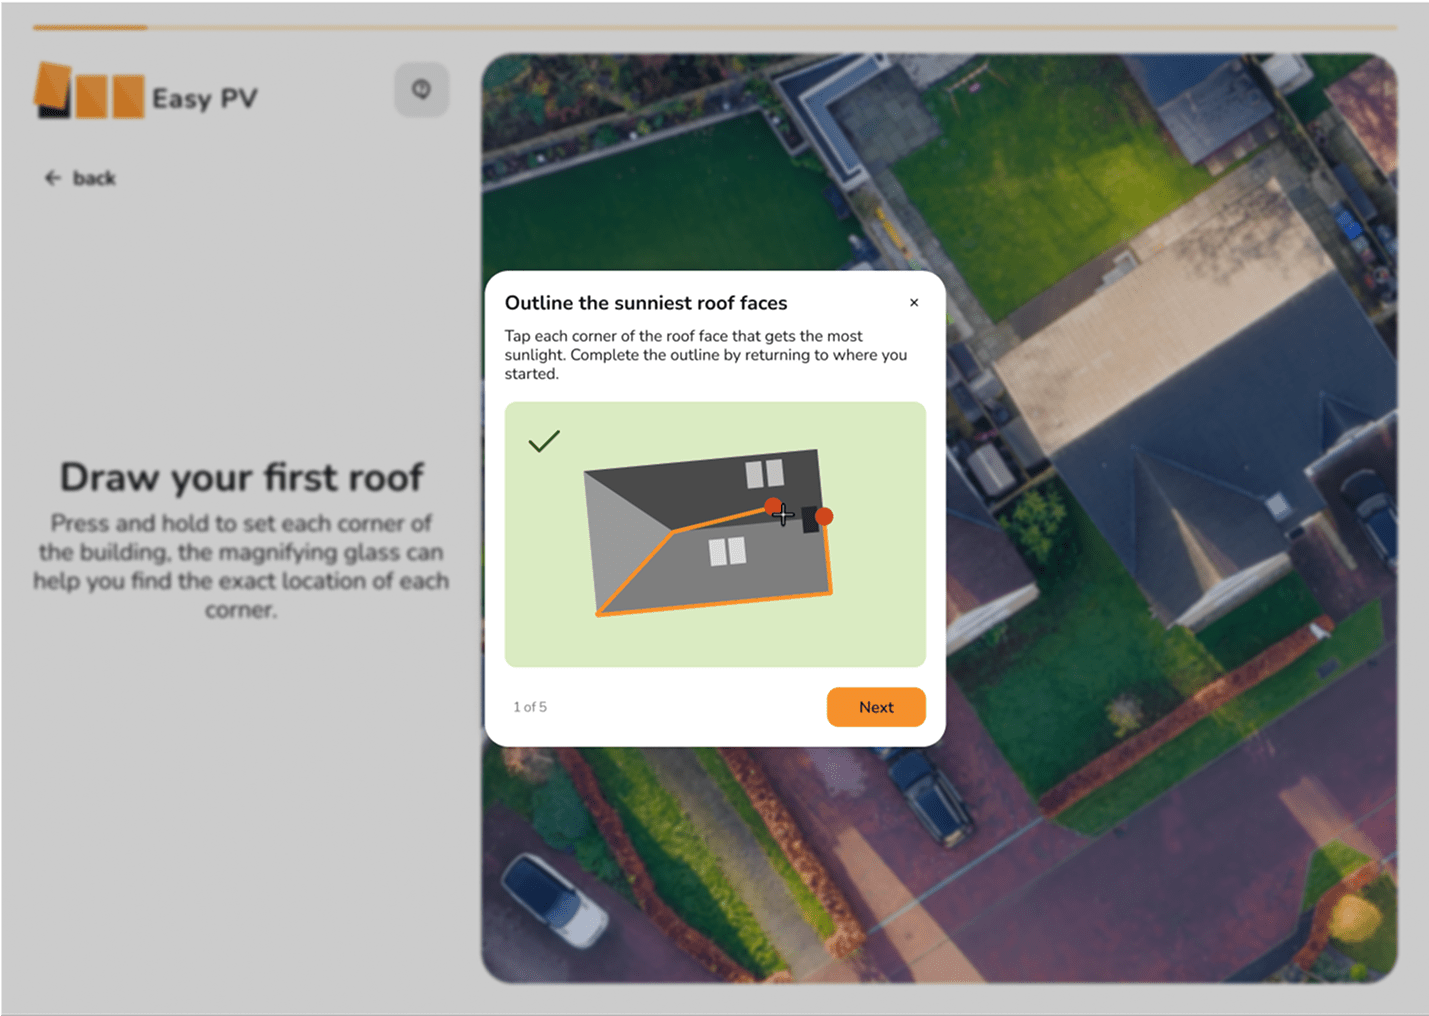 Easy PV
← back
Draw your first roof
Press and hold to set each corner of
the building, the magnifying glass can
help you find the exact location of each
corner.
Outline the sunniest roof faces
×
Tap each corner of the roof face that gets the most
sunlight. Complete the outline by returning to where you
started.
1 of 5
Next